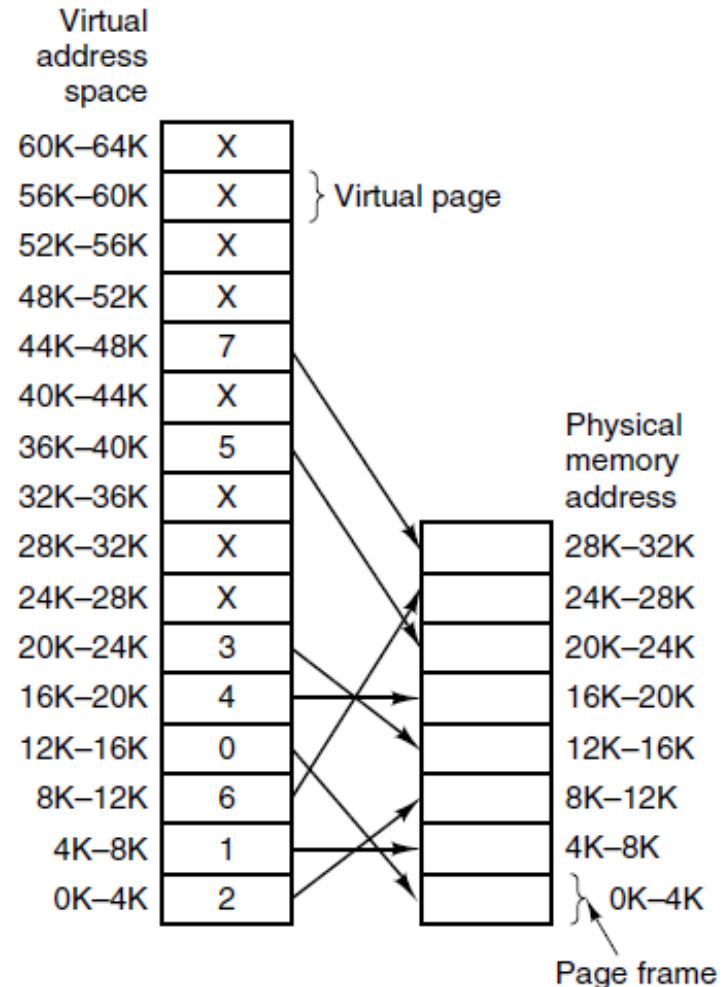 Virtual
address
space
60K–64K X
56K–60K X Virtual page
52K–56K X
48K–52K X
44K–48K 7
40K–44K X
36K–40K 5
Physical
memory
address
32K–36K X
28K–32K X 28K–32K
24K–28K X 24K–28K
20K–24K 3 20K–24K
16K–20K 4 16K–20K
12K–16K 0 12K–16K
8K–12K 6 8K–12K
4K–8K 1 4K–8K
0K–4K 2 0K–4K
Page frame